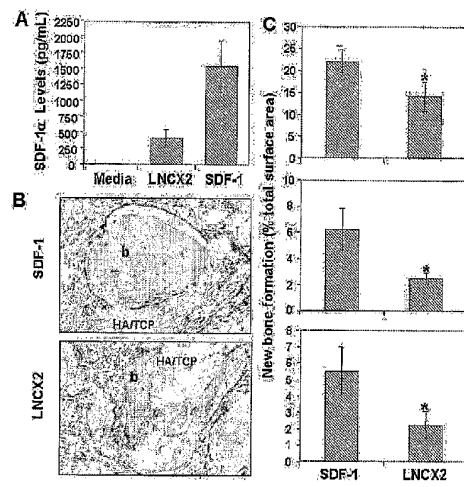 A
SDF-1α Levels (pg/mL)
2250
2000
1750
1500
1250
1000
750
500
250
0
Media LNCX2 SDF-1
B
SDF-1
b
HA/TCP
LNCX2
HA/TCP
b
C
New bone formation (% total surface area)
30
25
20
15
10
5
0
*
10
8
6
4
2
0
*
8
7
6
5
4
3
2
1
0
*
SDF-1 LNCX2